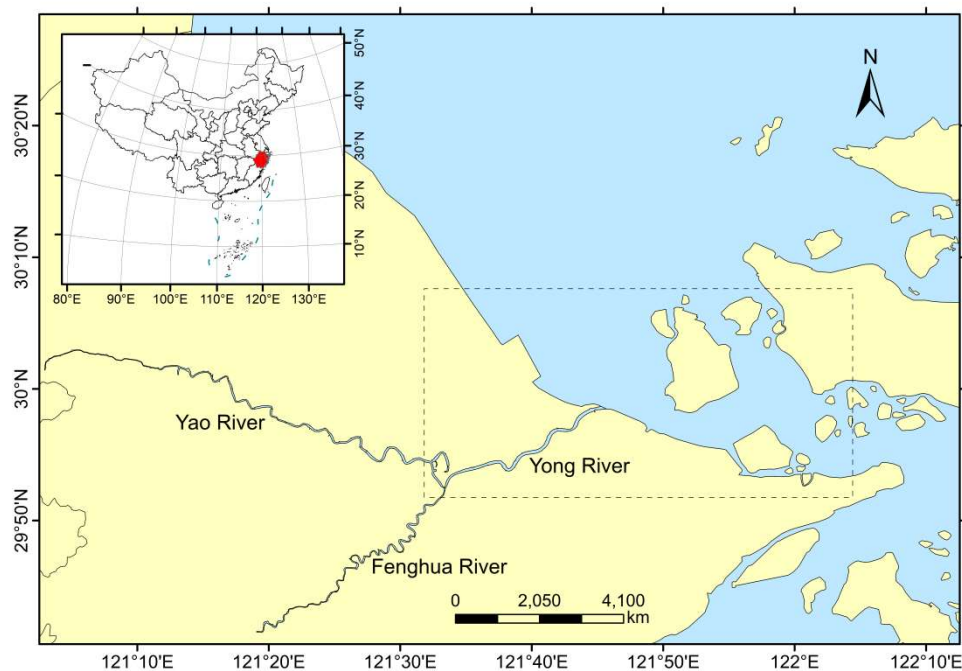 50°N
40°N
30°N
20°N
10°N
80°E 90°E 100°E 110°E 120°E 130°E
N
30°20'N
30°10'N
30°N
29°50'N
Yao River
Yong River
Fenghua River
0 2,050 4,100
km
121°10'E 121°20'E 121°30'E 121°40'E 121°50'E 122°E 122°10'E